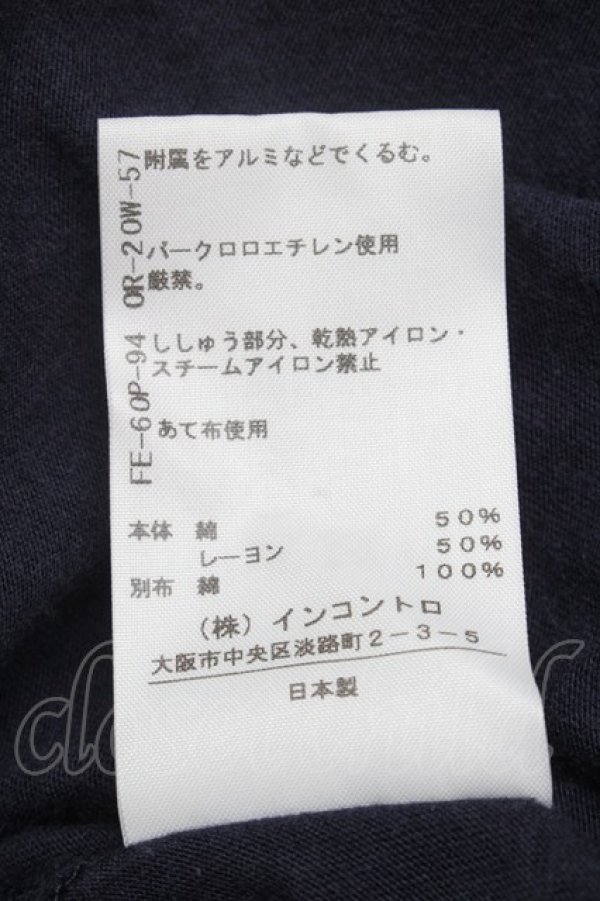 附属をアルミなどでくるむ。
パークロロエチレン使用
厳禁。
ししゅう部分、乾熱アイロン・
スチームアイロン禁止
あて布使用
FE-60P-94 OR-20W-57
本体 綿 50%
レーヨン 50%
別布 綿 100%
(株)インコントロ
大阪市中央区淡路町2-3-5
日本製